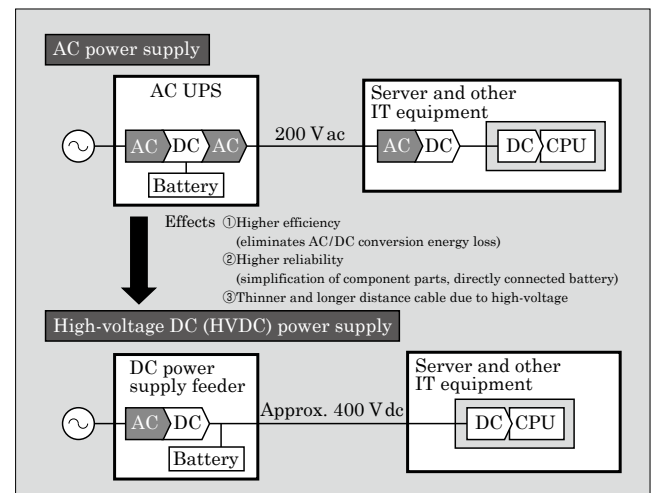 AC power supply
AC UPS
AC DC AC
Battery
200 Vac
Server and other
IT equipment
AC DC
DC CPU
Effects ①Higher efficiency
(eliminates AC/DC conversion energy loss)
②Higher reliability
(simplification of component parts, directly connected battery)
③Thinner and longer distance cable due to high-voltage
High-voltage DC (HVDC) power supply
DC power
supply feeder
AC DC
Battery
Approx. 400 Vdc
Server and other
IT equipment
DC CPU